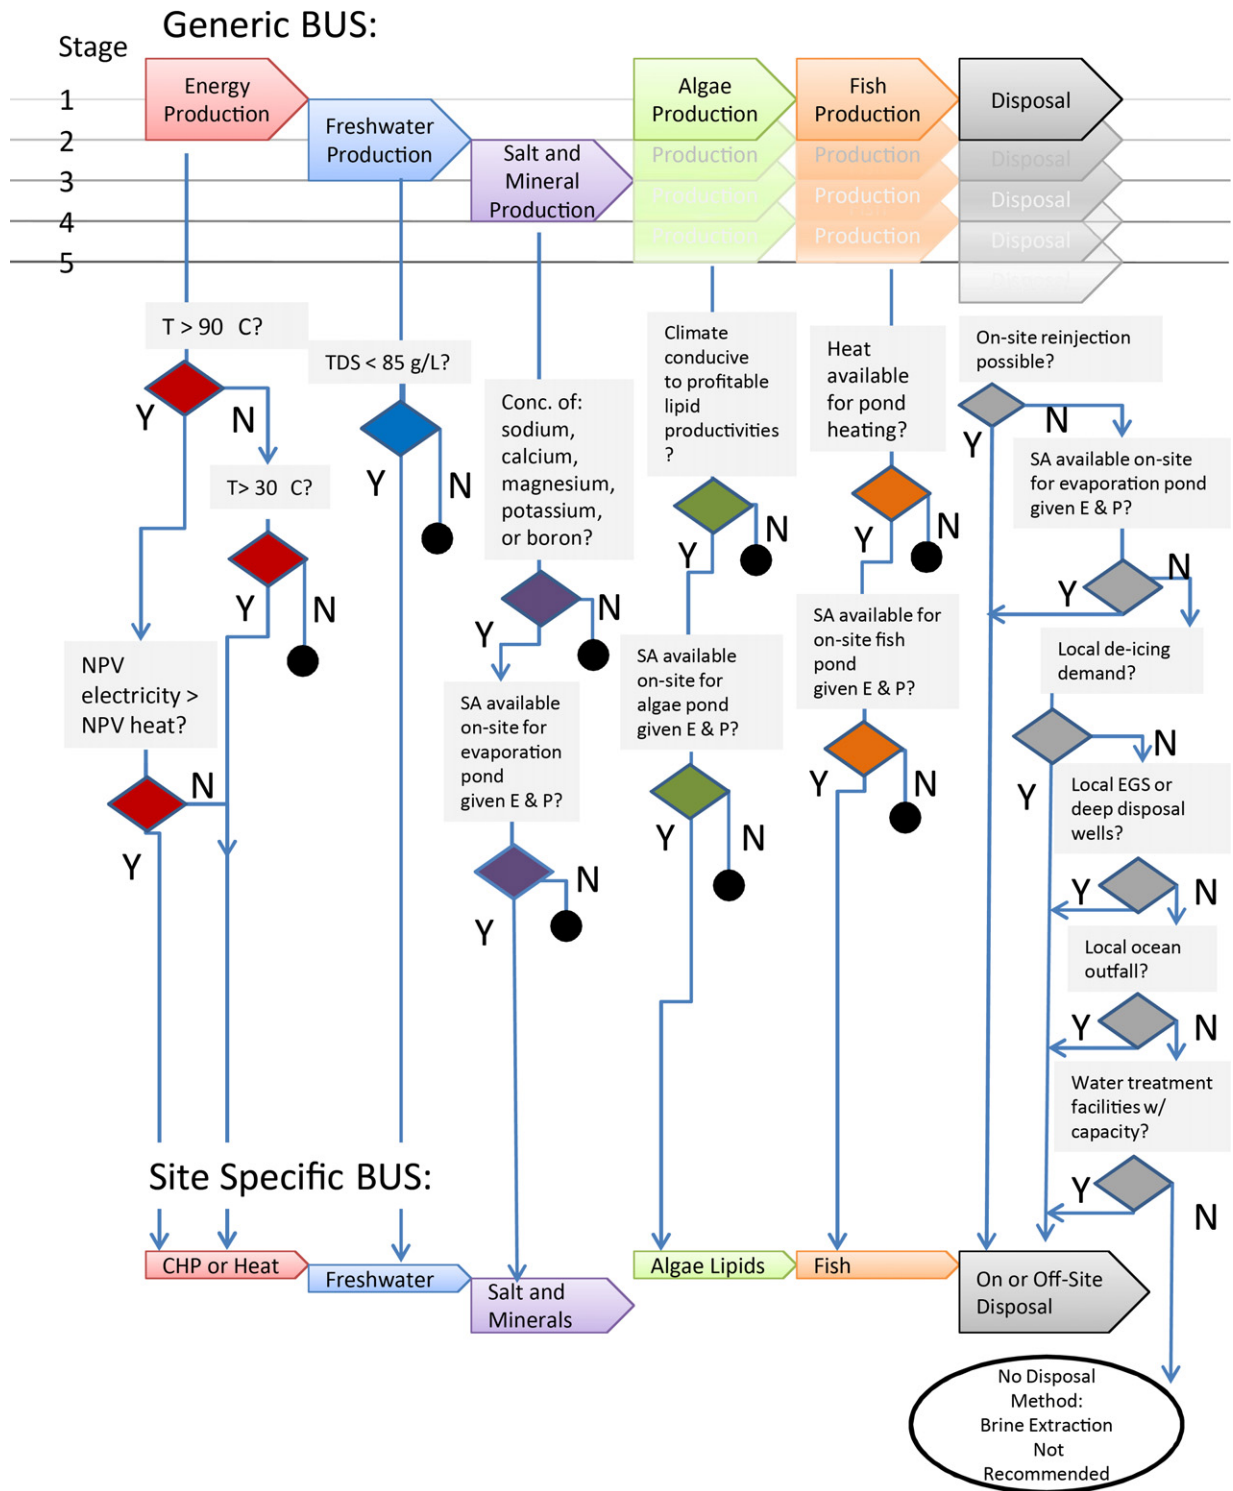 Generic BUS:
Stage
1
2
3
4
5
Energy
Production
Freshwater
Production
Salt and
Mineral
Production
Algae
Production
Production
Production
Production
Fish
Production
Production
Production
Production
Disposal
Disposal
Disposal
Disposal
Disposal
T > 90 C?
Y
N
T> 30 C?
Y
N
NPV
electricity >
NPV heat?
N
Y
TDS < 85 g/L?
Y
N
Conc. of:
sodium,
calcium,
magnesium,
potassium,
or boron?
Y
N
SA available
on-site for
evaporation
pond
given E & P?
N
Y
Climate
conducive
to profitable
lipid
productivities
?
N
Y
SA available
on-site for
algae pond
given E & P?
Y
N
Heat
available
for pond
heating?
Y
N
SA available for
on-site fish
pond
given E & P?
Y
N
On-site reinjection
possible?
N
Y
SA available on-site
for evaporation pond
given E & P?
N
Y
Local de-icing
demand?
N
Y
Local EGS or
deep disposal
wells?
Y
N
Local ocean
outfall?
Y
N
Water treatment
facilities w/
capacity?
Y
N
Site Specific BUS:
CHP or Heat
Freshwater
Salt and
Minerals
Algae Lipids
Fish
On or Off-Site
Disposal
No Disposal
Method:
Brine Extraction
Not
Recommended